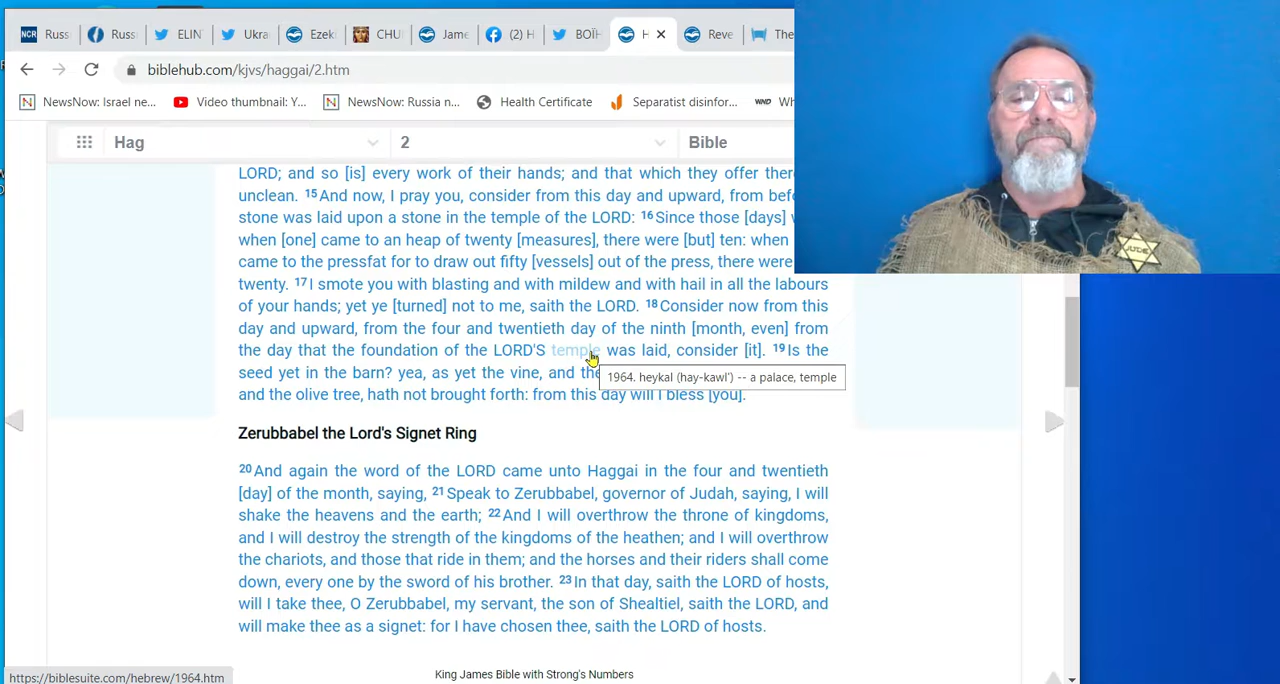 NCR Russ
Russ
ELIN
Ukra
Ezek
CHU
Jame
(2) H
BOÏH
H
Reve
The
biblehub.com/kjvs/haggai/2.htm
NewsNow: Israel ne...
Video thumbnail: Y...
NewsNow: Russia n...
Health Certificate
Separatist disinfor...
WND Wh
Hag
2
Bible
LORD; and so [is] every work of their hands; and that which they offer there
unclean. 15 And now, I pray you, consider from this day and upward, from befo
stone was laid upon a stone in the temple of the LORD: 16 Since those [days] w
when [one] came to an heap of twenty [measures], there were [but] ten: when
came to the pressfat for to draw out fifty [vessels] out of the press, there were
twenty. 17 I smote you with blasting and with mildew and with hail in all the labours
of your hands; yet ye [turned] not to me, saith the LORD. 18 Consider now from this
day and upward, from the four and twentieth day of the ninth [month, even] from
the day that the foundation of the LORD'S temple was laid, consider [it]. 19 Is the
seed yet in the barn? yea, as yet the vine, and the
1964. heykal (hay-kawl') -- a palace, temple
and the olive tree, hath not brought forth: from this day will I bless [you].
Zerubbabel the Lord's Signet Ring
20 And again the word of the LORD came unto Haggai in the four and twentieth
[day] of the month, saying, 21 Speak to Zerubbabel, governor of Judah, saying, I will
shake the heavens and the earth; 22 And I will overthrow the throne of kingdoms,
and I will destroy the strength of the kingdoms of the heathen; and I will overthrow
the chariots, and those that ride in them; and the horses and their riders shall come
down, every one by the sword of his brother. 23 In that day, saith the LORD of hosts,
will I take thee, O Zerubbabel, my servant, the son of Shealtiel, saith the LORD, and
will make thee as a signet: for I have chosen thee, saith the LORD of hosts.
King James Bible with Strong's Numbers
https://biblesuite.com/hebrew/1964.htm